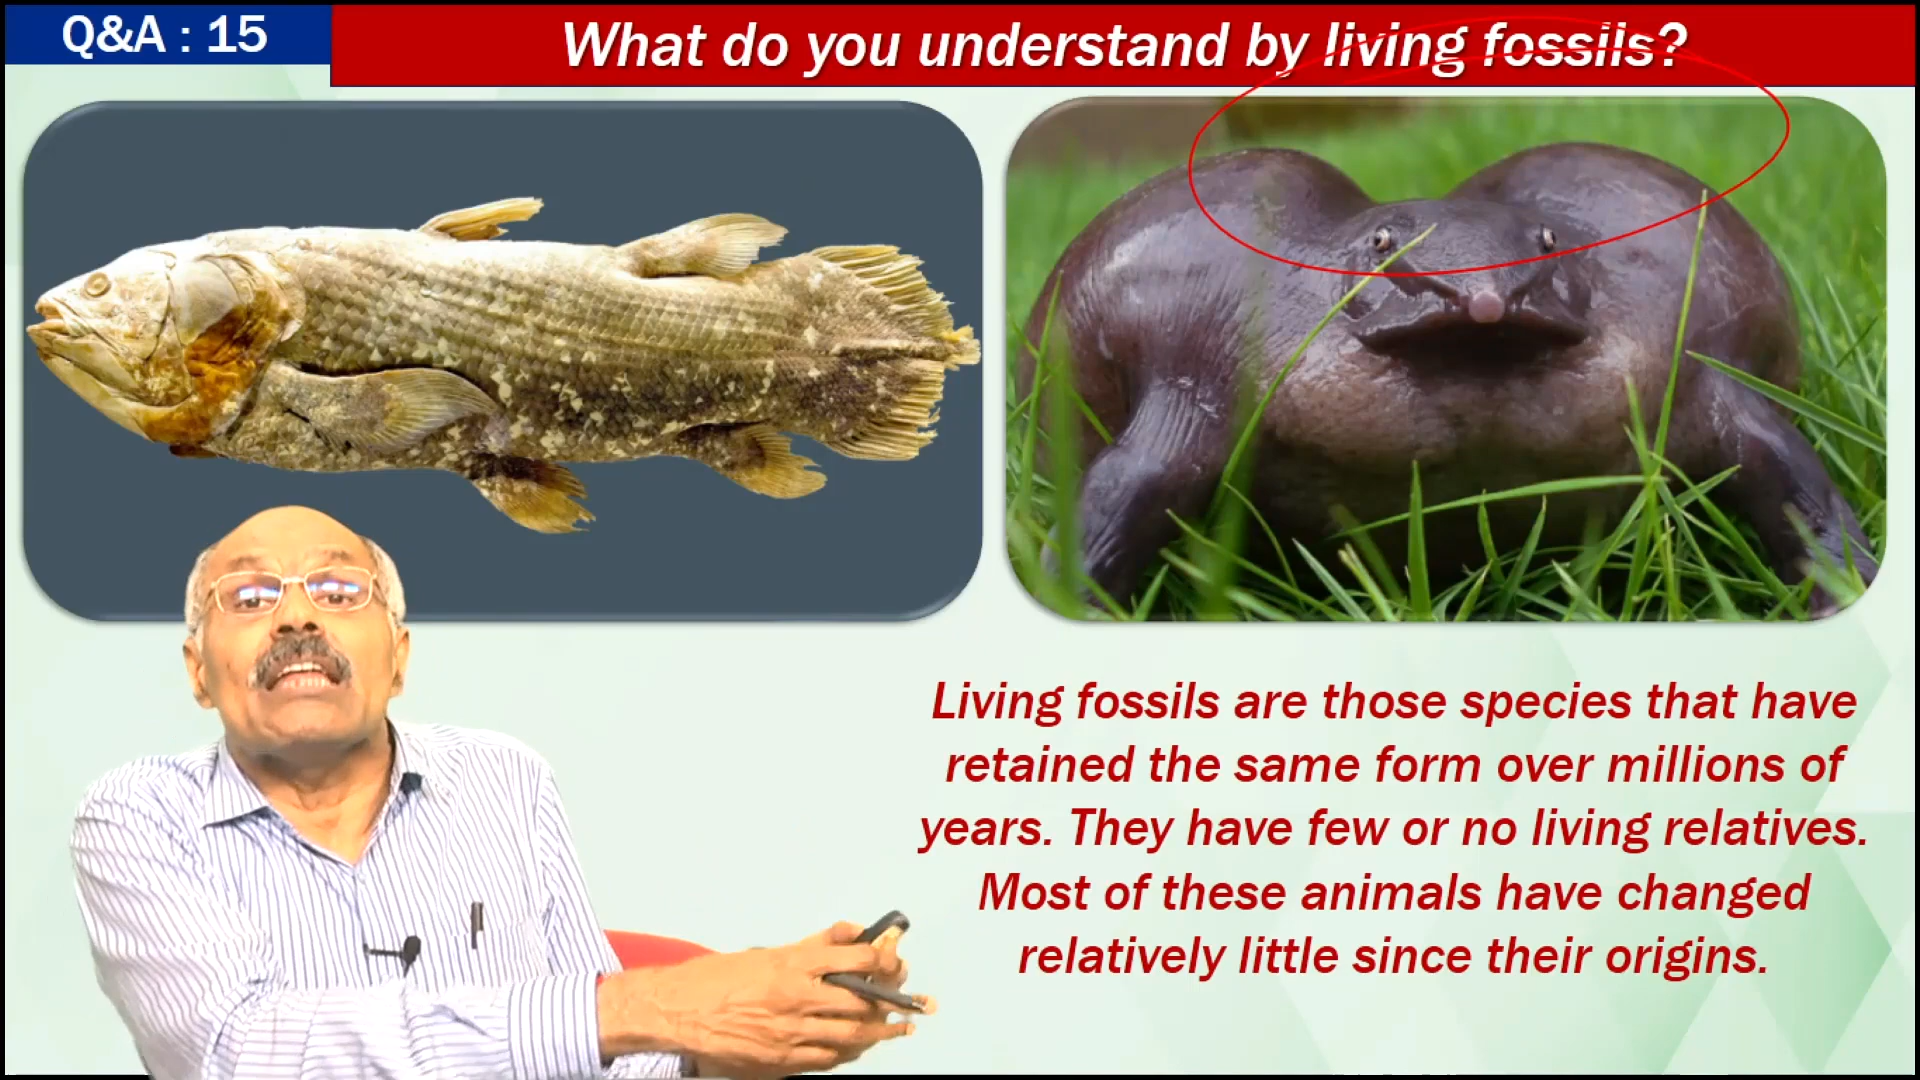 Q&A : 15
What do you understand by living fossils?
Living fossils are those species that have
retained the same form over millions of
years. They have few or no living relatives.
Most of these animals have changed
relatively little since their origins.